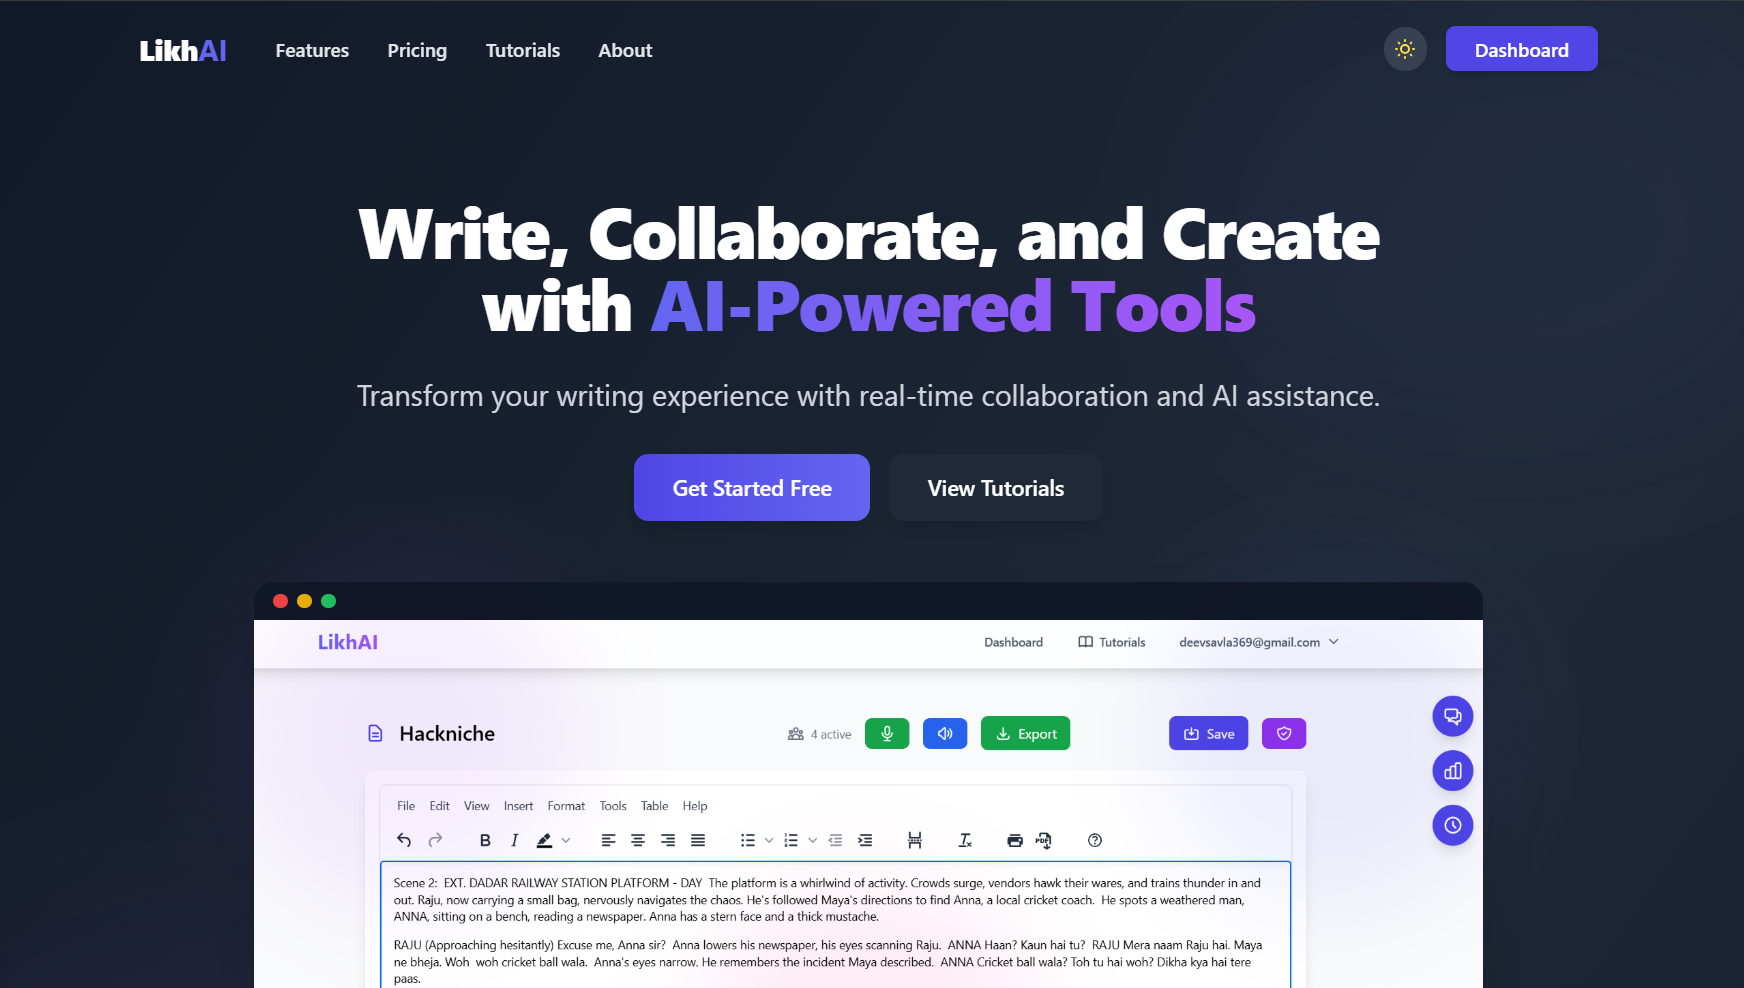 LikhAI Features Pricing Tutorials About Dashboard
Write, Collaborate, and Create
with AI-Powered Tools
Transform your writing experience with real-time collaboration and AI assistance.
Get Started Free View Tutorials
LikhAI Dashboard Tutorials deevsavla369@gmail.com
Hackniche 4 active Export Save
File Edit View Insert Format Tools Table Help
B I PDF
Scene 2: EXT. DADAR RAILWAY STATION PLATFORM - DAY The platform is a whirlwind of activity. Crowds surge, vendors hawk their wares, and trains thunder in and
out. Raju, now carrying a small bag, nervously navigates the chaos. He's followed Maya's directions to find Anna, a local cricket coach. He spots a weathered man,
ANNA, sitting on a bench, reading a newspaper. Anna has a stern face and a thick mustache.
RAJU (Approaching hesitantly) Excuse me, Anna sir? Anna lowers his newspaper, his eyes scanning Raju. ANNA Haan? Kaun hai tu? RAJU Mera naam Raju hai. Maya
ne bheja. Woh woh cricket ball wala. Anna's eyes narrow. He remembers the incident Maya described. ANNA Cricket ball wala? Toh tu hai woh? Dikha kya hai tere
paas.